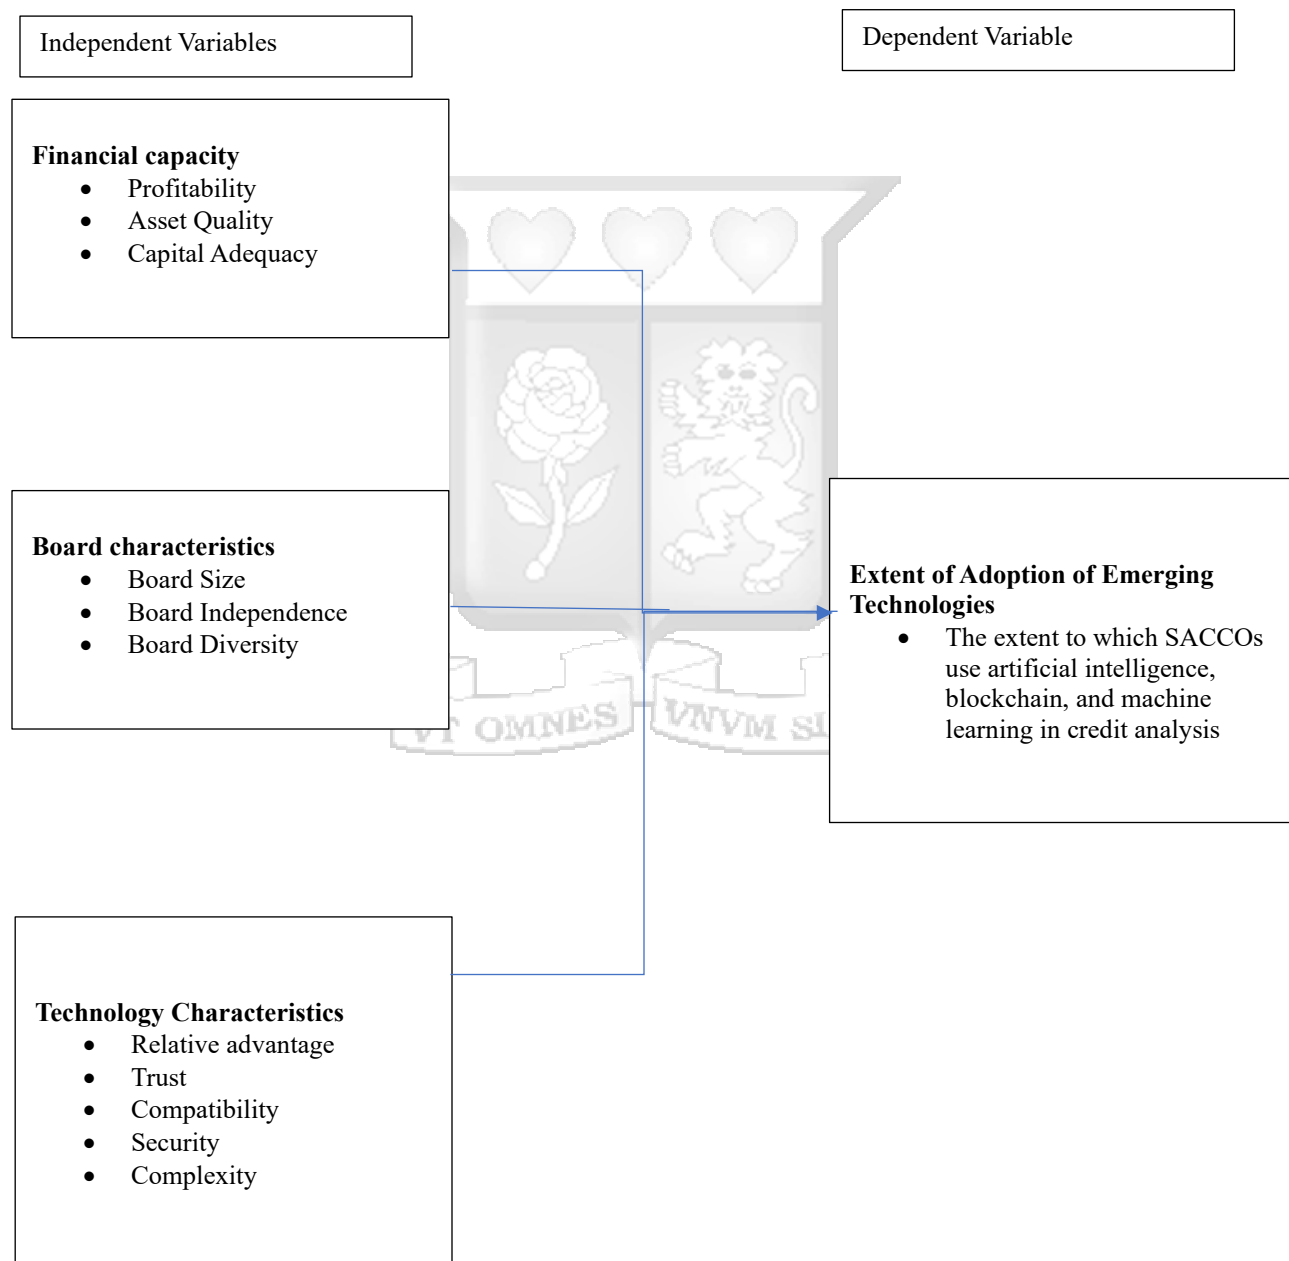 Independent Variables
Dependent Variable
Financial capacity
• Profitability
• Asset Quality
• Capital Adequacy
Board characteristics
• Board Size
• Board Independence
• Board Diversity
Extent of Adoption of Emerging
Technologies
• The extent to which SACCOs
use artificial intelligence,
blockchain, and machine
learning in credit analysis
VT OMNES VNVM
Technology Characteristics
• Relative advantage
• Trust
• Compatibility
• Security
• Complexity